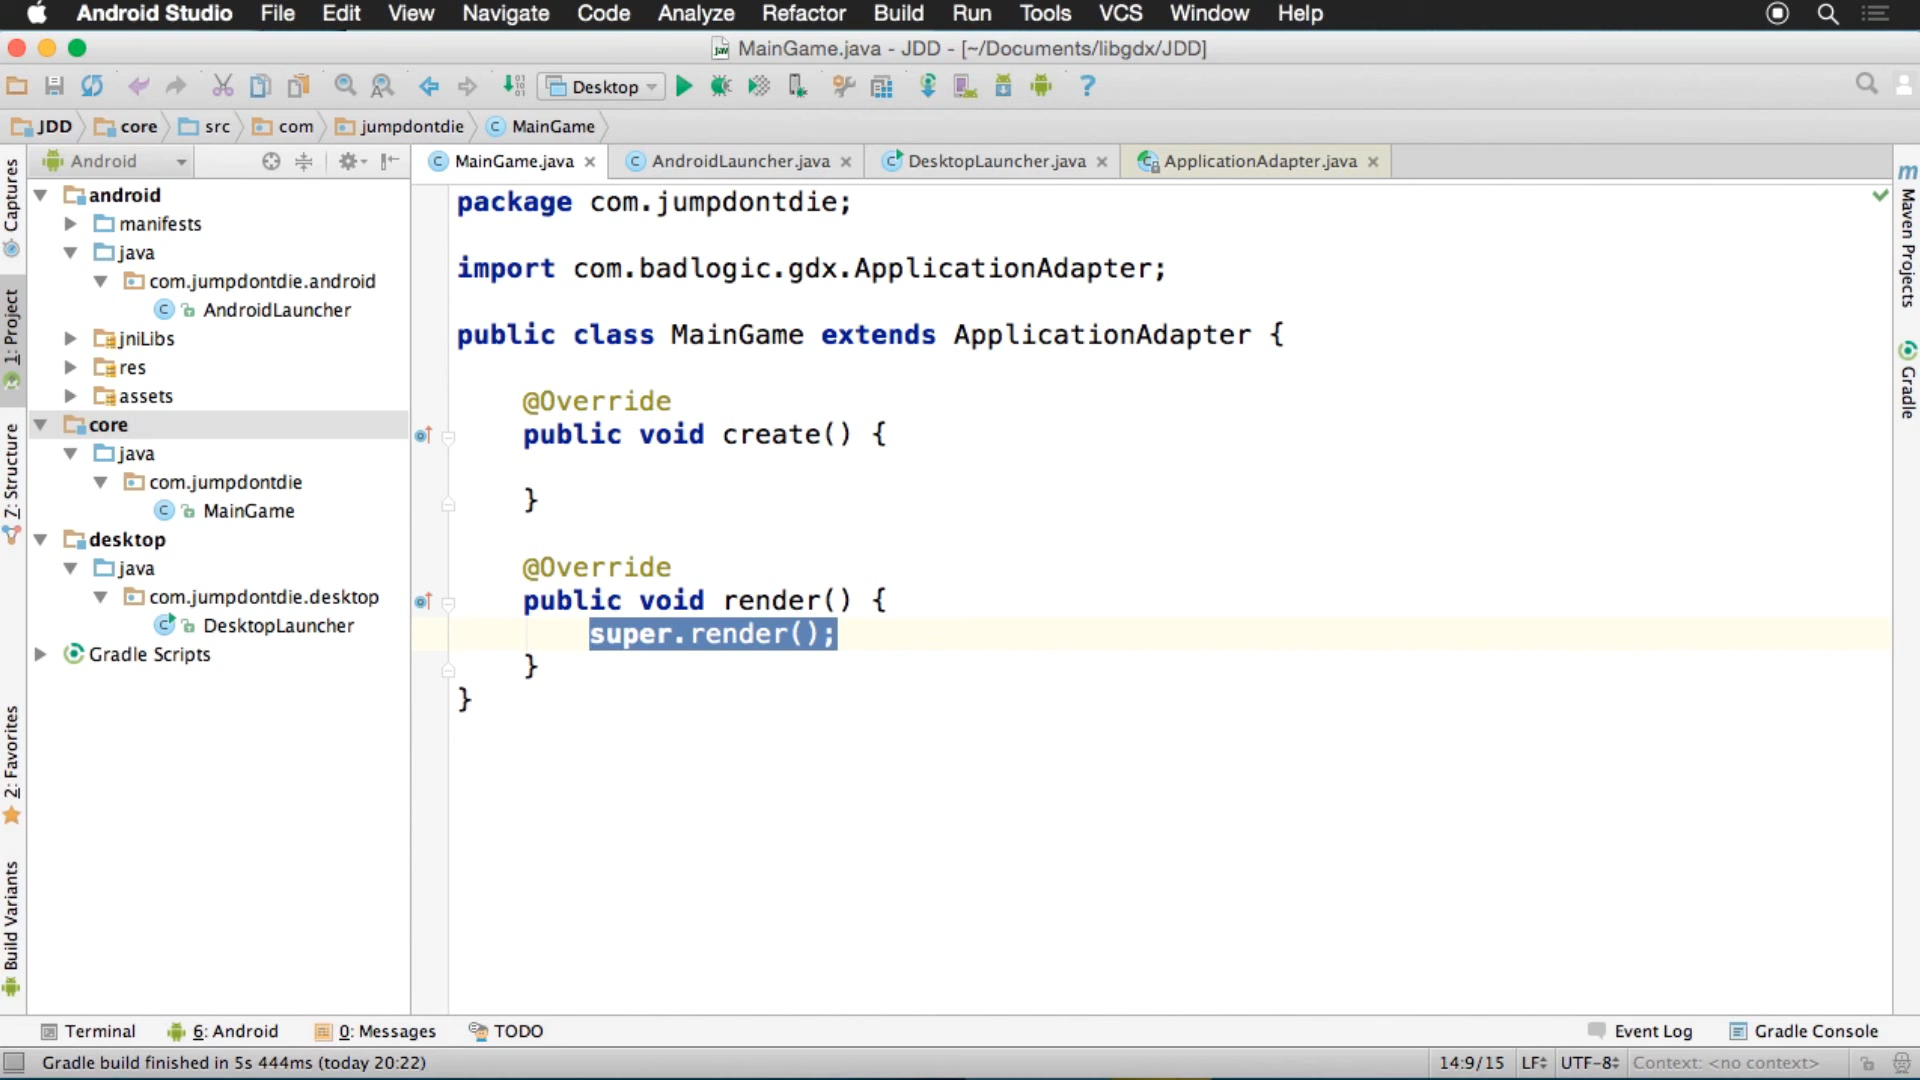 Android Studio File Edit View Navigate Code Analyze Refactor Build Run Tools VCS Window Help
MainGame.java - JDD - [~/Documents/libgdx/JDD]
Desktop
JDD core src com jumpdontdie MainGame
Android
MainGame.java AndroidLauncher.java DesktopLauncher.java ApplicationAdapter.java
Captures
1: Project
7: Structure
2: Favorites
Build Variants
android
manifests
java
com.jumpdontdie.android
AndroidLauncher
jniLibs
res
assets
core
java
com.jumpdontdie
MainGame
desktop
java
com.jumpdontdie.desktop
DesktopLauncher
Gradle Scripts
package com.jumpdontdie;
import com.badlogic.gdx.ApplicationAdapter;
public class MainGame extends ApplicationAdapter {
@Override
public void create() {
}
@Override
public void render() {
super.render();
}
}
Maven Projects
Gradle
Terminal 6: Android 0: Messages TODO Event Log Gradle Console
Gradle build finished in 5s 444ms (today 20:22) 14:9/15 LF UTF-8 Context: <no context>